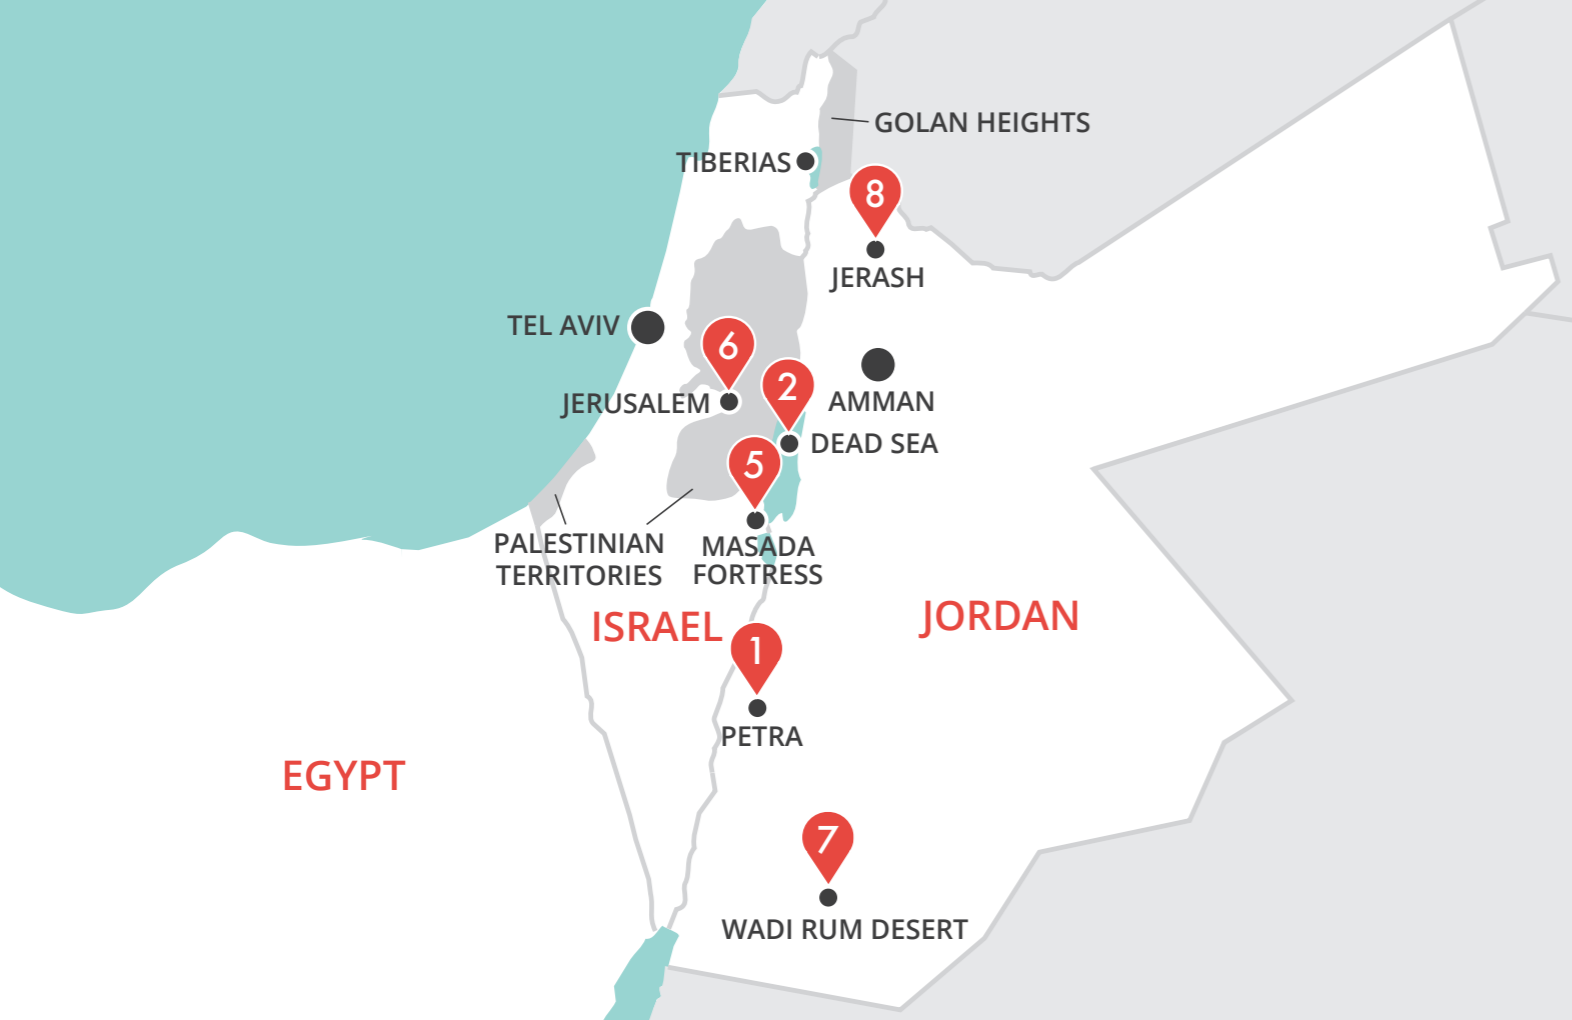 GOLAN HEIGHTS
TIBERIAS
8
JERASH
TEL AVIV
6
2
AMMAN
JERUSALEM
DEAD SEA
5
PALESTINIAN
TERRITORIES
MASADA
FORTRESS
ISRAEL
JORDAN
1
PETRA
EGYPT
7
WADI RUM DESERT